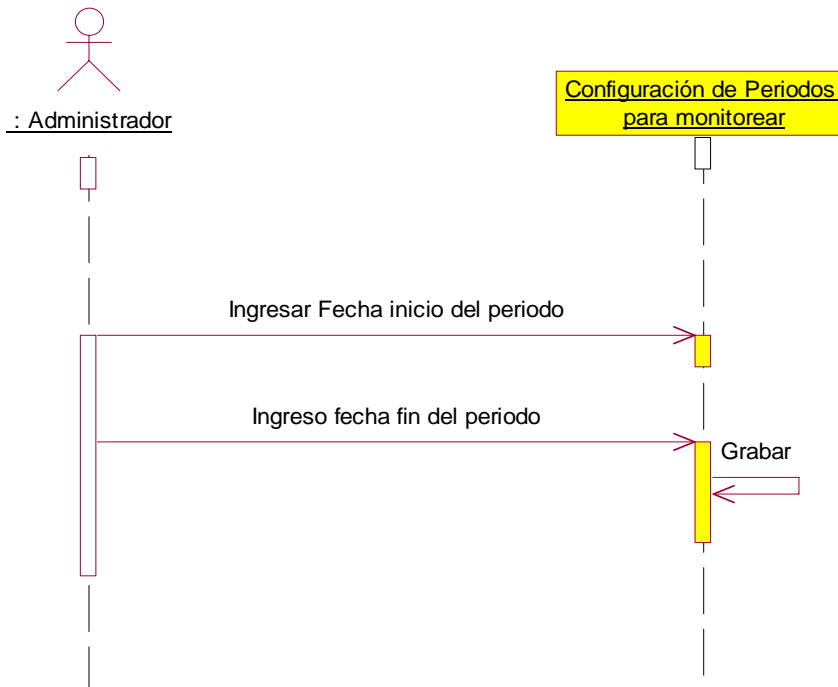 : Administrador
Configuración de Periodos
para monitorear
Ingresar Fecha inicio del periodo
Ingreso fecha fin del periodo
Grabar